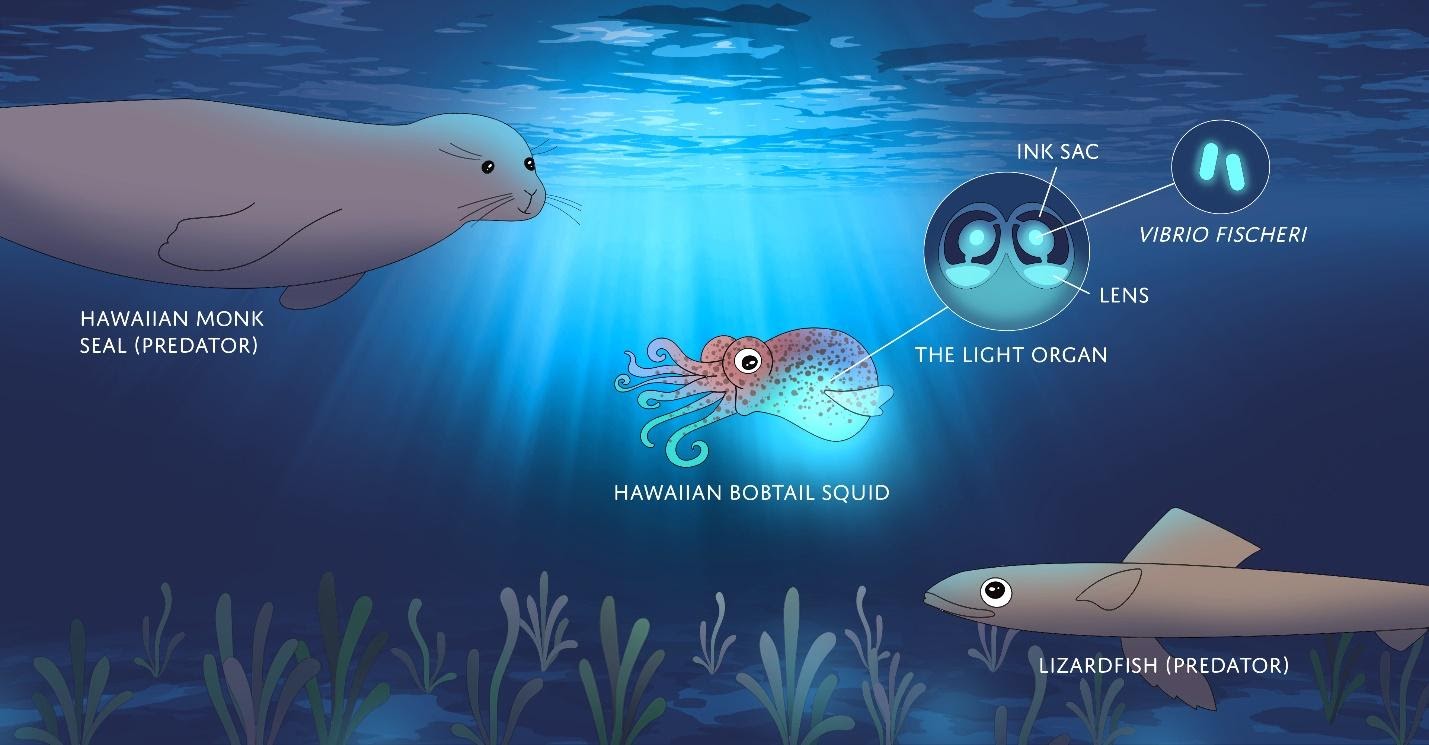 INK SAC
VIBRIO FISCHERI
LENS
HAWAIIAN MONK
SEAL (PREDATOR)
THE LIGHT ORGAN
HAWAIIAN BOBTAIL SQUID
LIZARDFISH (PREDATOR)